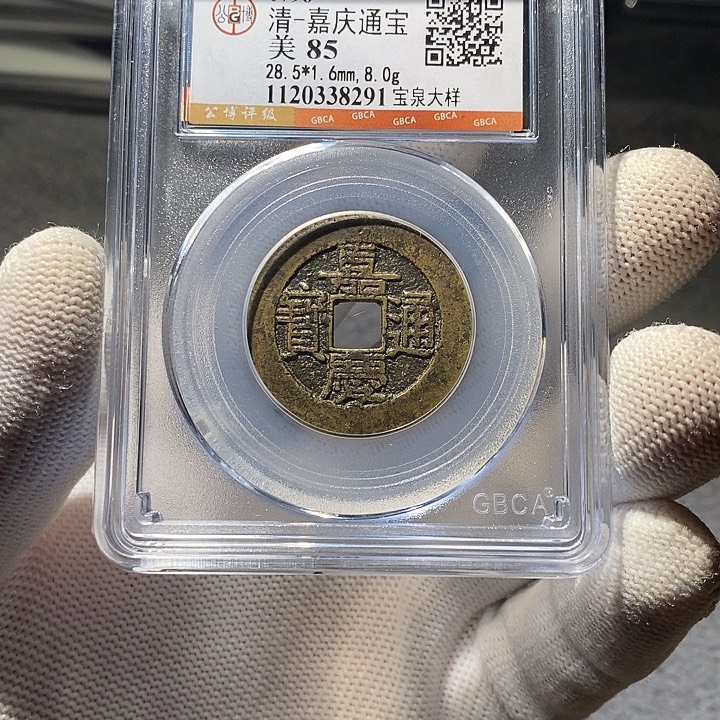 清-嘉庆通宝
美 85
28.5*1.6mm,8.0g
1120338291 宝泉大样
公博评级 GBCA GBCA GBCA GBCA
嘉慶通寶
GBCA